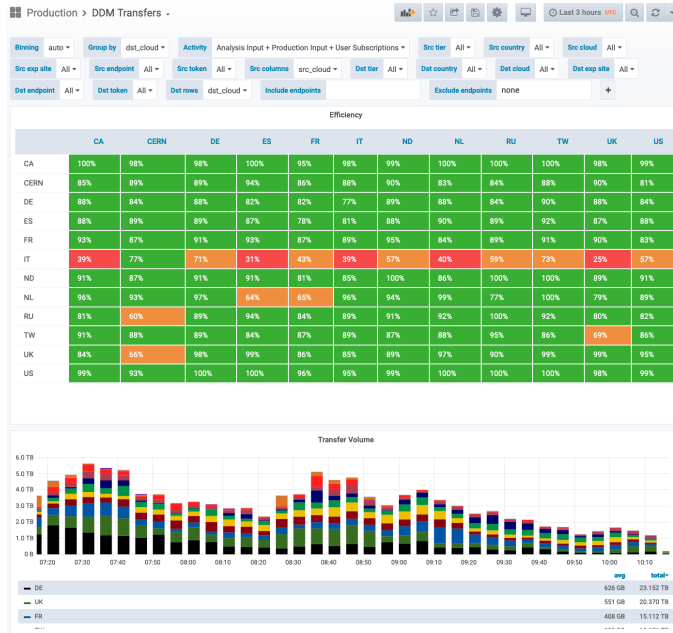 Production > DDM Transfers
Last 3 hours UTC
Binning auto Group by dst_cloud Activity Analysis Input + Production Input + User Subscriptions Src tier All Src country All Src cloud All
Src exp site All Src endpoint All Src token All Src columns src_cloud Dst tier All Dst country All Dst cloud All Dst exp site All
Dst endpoint All Dst token All Dst rows dst_cloud Include endpoints Exclude endpoints none +
Efficiency
CA CERN DE ES FR IT ND NL RU TW UK US
CA 100% 98% 98% 100% 95% 98% 99% 100% 100% 100% 98% 99%
CERN 85% 89% 89% 94% 86% 88% 90% 83% 84% 88% 90% 81%
DE 88% 84% 88% 82% 82% 77% 89% 88% 84% 90% 88% 84%
ES 88% 89% 89% 87% 78% 81% 88% 90% 89% 92% 87% 88%
FR 93% 87% 91% 93% 87% 89% 95% 84% 89% 91% 90% 83%
IT 39% 77% 71% 31% 43% 39% 57% 40% 59% 73% 25% 57%
ND 91% 87% 91% 91% 81% 85% 100% 86% 100% 100% 89% 91%
NL 96% 93% 97% 64% 65% 96% 94% 99% 77% 100% 79% 89%
RU 81% 60% 89% 94% 84% 89% 91% 92% 100% 92% 80% 82%
TW 91% 88% 89% 84% 87% 89% 87% 88% 95% 86% 69% 86%
UK 84% 66% 98% 99% 86% 85% 89% 97% 90% 99% 99% 95%
US 99% 93% 100% 100% 96% 95% 99% 100% 100% 100% 98% 99%
Transfer Volume
6.0 TB
5.0 TB
4.0 TB
3.0 TB
2.0 TB
1.0 TB
0 B
07:20 07:30 07:40 07:50 08:00 08:10 08:20 08:30 08:40 08:50 09:00 09:10 09:20 09:30 09:40 09:50 10:00 10:10
avg total
DE 626 GB 23.152 TB
UK 551 GB 20.370 TB
FR 408 GB 15.112 TB